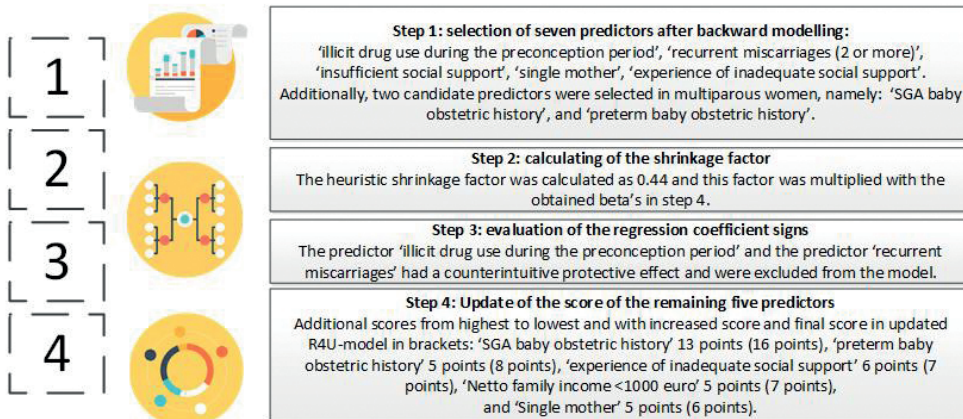 1
2
3
4
Step 1: selection of seven predictors after backward modelling:
‘illicit drug use during the preconception period’, ‘recurrent miscarriages (2 or more)’,
‘insufficient social support’, ‘single mother’, ‘experience of inadequate social support’.
Additionally, two candidate predictors were selected in multiparous women, namely: ‘SGA baby
obstetric history’, and ‘preterm baby obstetric history’.
Step 2: calculating of the shrinkage factor
The heuristic shrinkage factor was calculated as 0.44 and this factor was multiplied with the
obtained beta’s in step 4.
Step 3: evaluation of the regression coefficient signs
The predictor ‘illicit drug use during the preconception period’ and the predictor ‘recurrent
miscarriages’ had a counterintuitive protective effect and were excluded from the model.
Step 4: Update of the score of the remaining five predictors
Additional scores from highest to lowest and with increased score and final score in updated
R4U-model in brackets: ‘SGA baby obstetric history’ 13 points (16 points), ‘preterm baby
obstetric history’ 5 points (8 points), ‘experience of inadequate social support’ 6 points (7
points), ‘Netto family income <1000 euro’ 5 points (7 points),
and ‘Single mother’ 5 points (6 points).